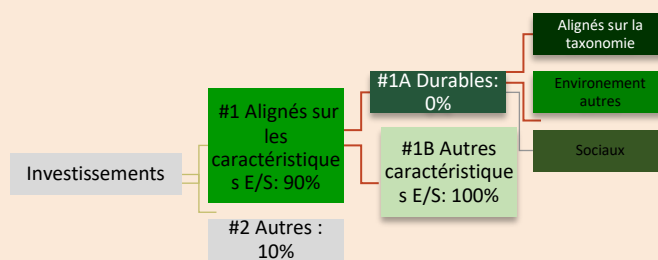 Investissements
#1 Alignés sur
les
caractéristique
s E/S: 90%
#2 Autres :
10%
#1A Durables:
0%
#1B Autres
caractéristique
s E/S: 100%
Alignés sur la
taxonomie
Environement
autres
Sociaux